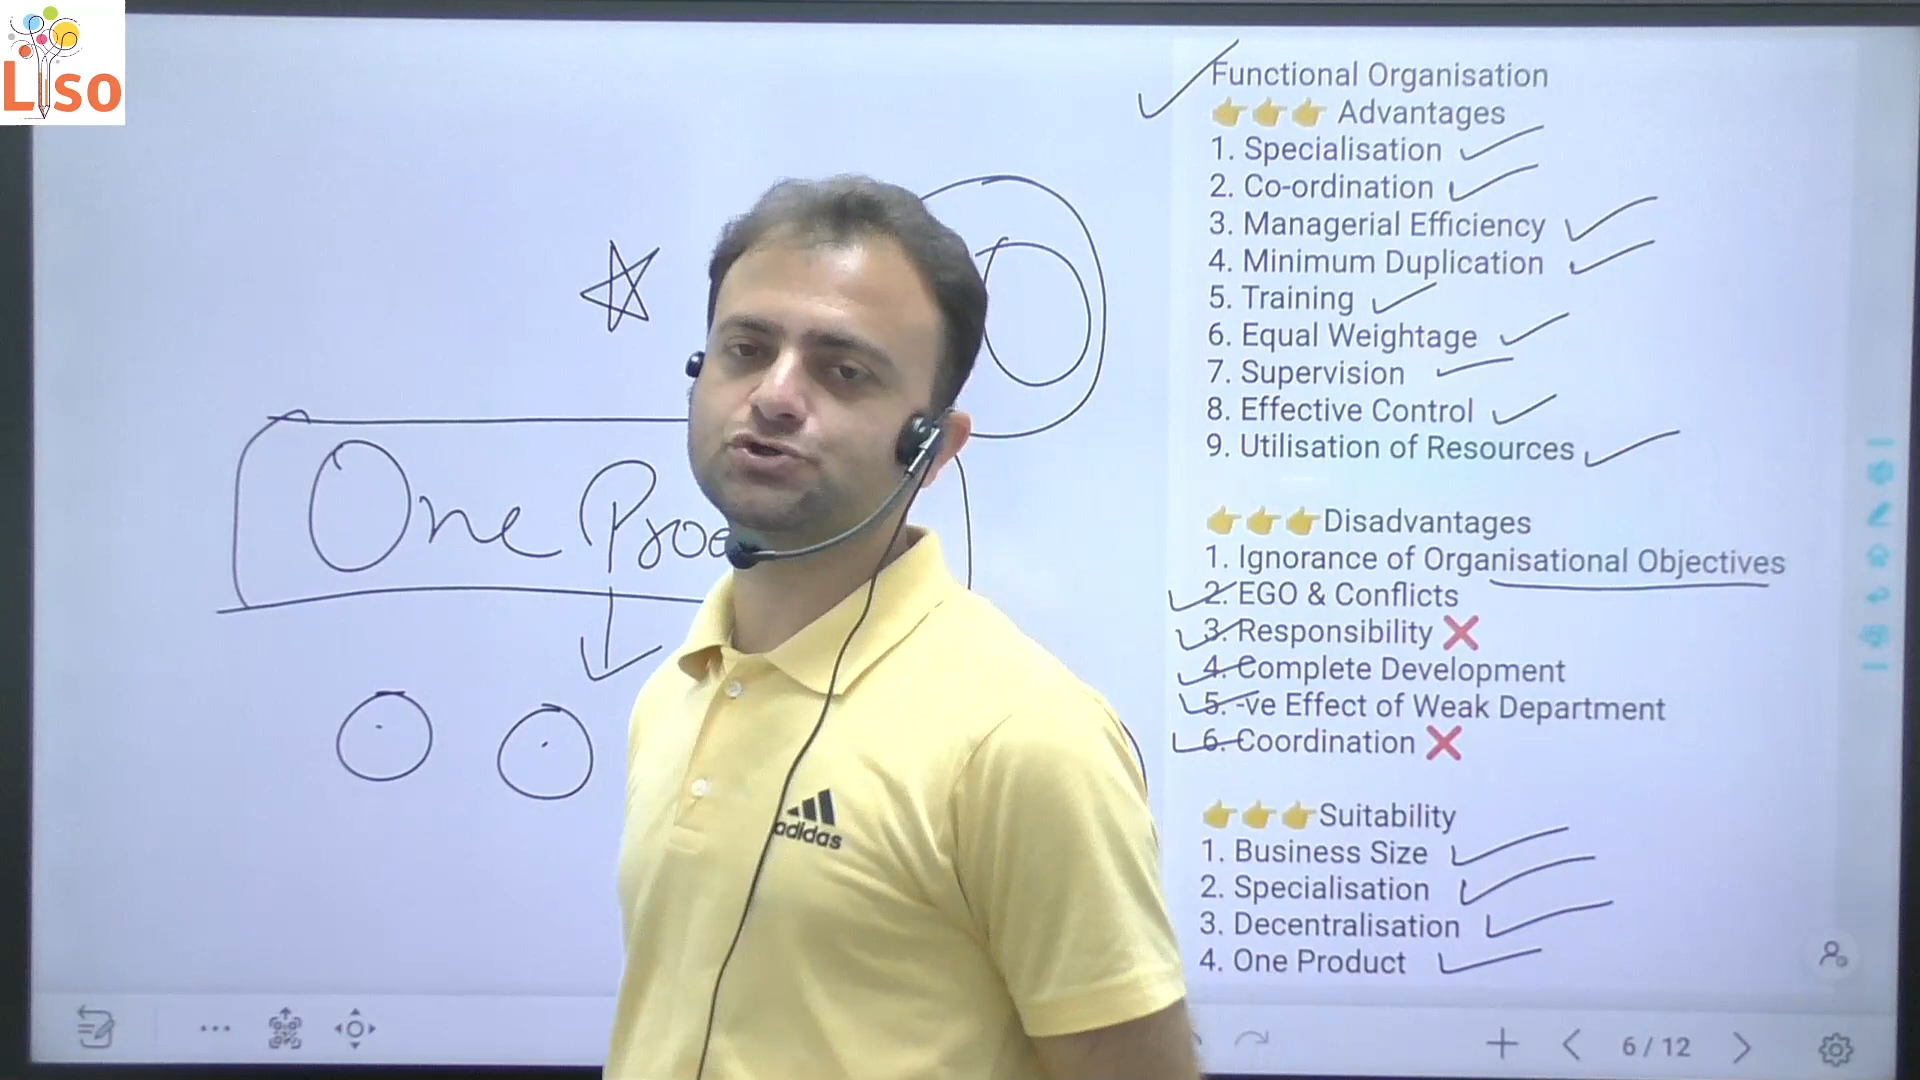 Liso
Functional Organisation
👉👉👉 Advantages
1. Specialisation
2. Co-ordination
3. Managerial Efficiency
4. Minimum Duplication
5. Training
6. Equal Weightage
7. Supervision
8. Effective Control
9. Utilisation of Resources
👉👉👉Disadvantages
1. Ignorance of Organisational Objectives
2. EGO & Conflicts
3. Responsibility ❌
4. Complete Development
5. -ve Effect of Weak Department
6. Coordination ❌
👉👉👉Suitability
1. Business Size
2. Specialisation
3. Decentralisation
4. One Product
One
adidas
6 / 12